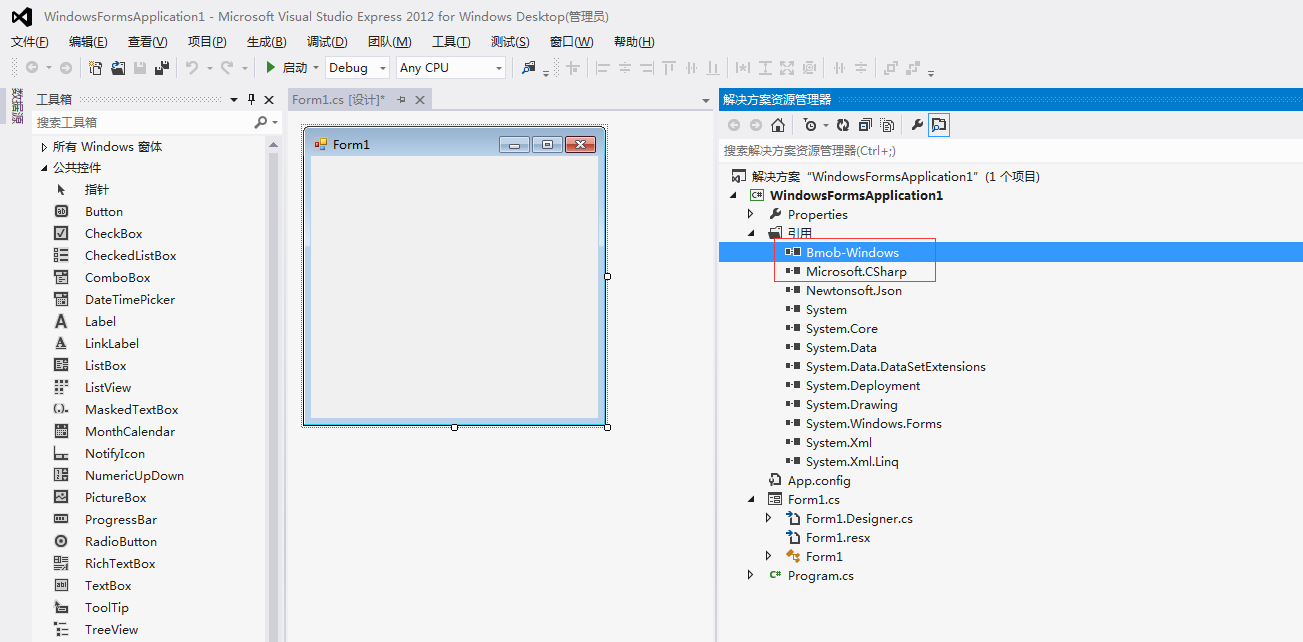 WindowsFormsApplication1 - Microsoft Visual Studio Express 2012 for Windows Desktop(管理员)
文件(F) 编辑(E) 查看(V) 项目(P) 生成(B) 调试(D) 团队(M) 工具(T) 测试(S) 窗口(W) 帮助(H)
启动 Debug Any CPU
数据源
工具箱
搜索工具箱
所有 Windows 窗体
公共控件
指针
Button
CheckBox
CheckedListBox
ComboBox
DateTimePicker
Label
LinkLabel
ListBox
ListView
MaskedTextBox
MonthCalendar
NotifyIcon
NumericUpDown
PictureBox
ProgressBar
RadioButton
RichTextBox
TextBox
ToolTip
TreeView
Form1.cs [设计]*
Form1
解决方案资源管理器
搜索解决方案资源管理器(Ctrl+;)
解决方案“WindowsFormsApplication1”(1 个项目)
WindowsFormsApplication1
Properties
引用
Bmob-Windows
Microsoft.CSharp
Newtonsoft.Json
System
System.Core
System.Data
System.Data.DataSetExtensions
System.Deployment
System.Drawing
System.Windows.Forms
System.Xml
System.Xml.Linq
App.config
Form1.cs
Form1.Designer.cs
Form1.resx
Form1
Program.cs